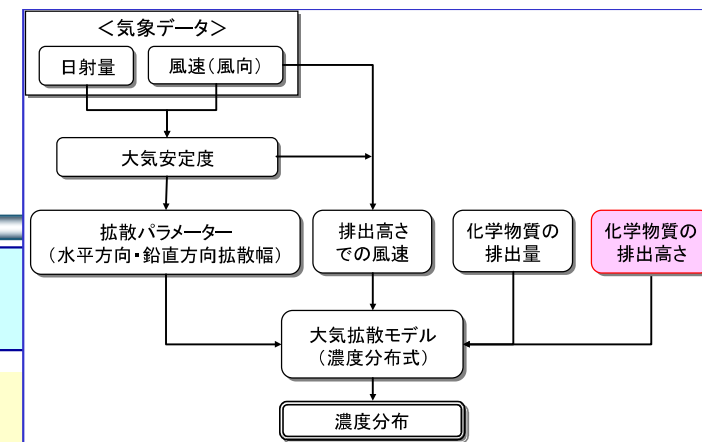 ＜気象データ＞
日射量
風速（風向）
大気安定度
拡散パラメーター
（水平方向・鉛直方向拡散幅）
排出高さ
での風速
化学物質の
排出量
化学物質の
排出高さ
大気拡散モデル
（濃度分布式）
濃度分布